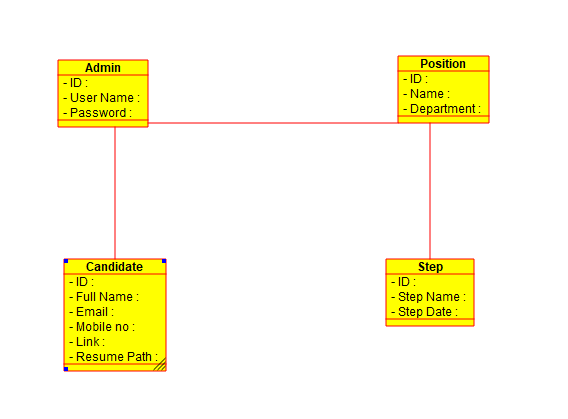 Admin
- ID :
- User Name :
- Password :
Position
- ID :
- Name :
- Department :
Candidate
- ID :
- Full Name :
- Email :
- Mobile no :
- Link :
- Resume Path :
Step
- ID :
- Step Name :
- Step Date :